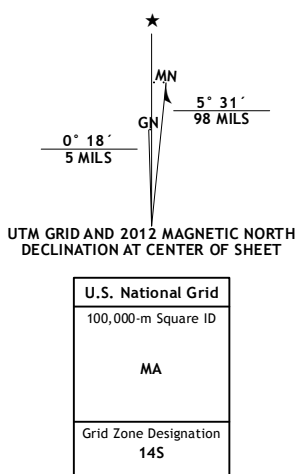 MN
GN
5° 31´
98 MILS
0° 18´
5 MILS
UTM GRID AND 2012 MAGNETIC NORTH
DECLINATION AT CENTER OF SHEET
U.S. National Grid
100,000-m Square ID
MA
Grid Zone Designation
14S